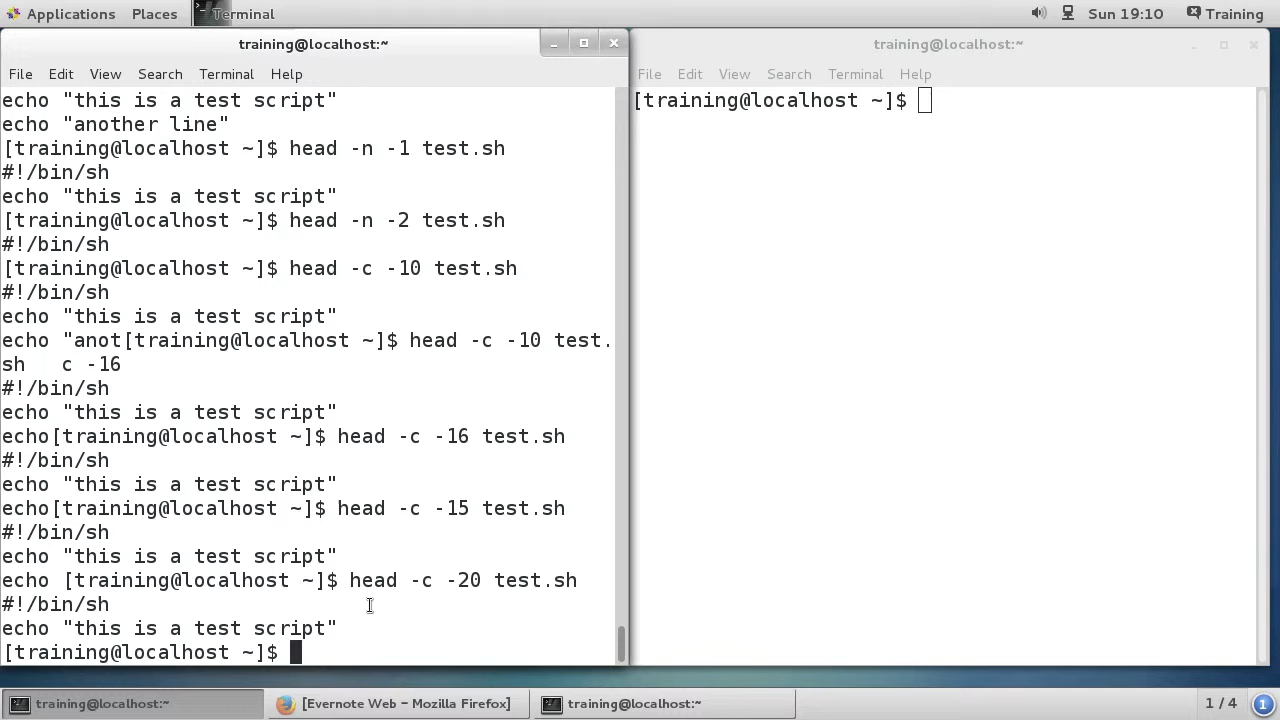 Applications Places Terminal Sun 19:10 Training
training@localhost:~
File Edit View Search Terminal Help
echo "this is a test script"
echo "another line"
[training@localhost ~]$ head -n -1 test.sh
#!/bin/sh
echo "this is a test script"
[training@localhost ~]$ head -n -2 test.sh
#!/bin/sh
[training@localhost ~]$ head -c -10 test.sh
#!/bin/sh
echo "this is a test script"
echo "anot[training@localhost ~]$ head -c -10 test.
sh   c -16
#!/bin/sh
echo "this is a test script"
echo[training@localhost ~]$ head -c -16 test.sh
#!/bin/sh
echo "this is a test script"
echo[training@localhost ~]$ head -c -15 test.sh
#!/bin/sh
echo "this is a test script"
echo [training@localhost ~]$ head -c -20 test.sh
#!/bin/sh
echo "this is a test script"
[training@localhost ~]$
training@localhost:~
File Edit View Search Terminal Help
[training@localhost ~]$
training@localhost:~ [Evernote Web – Mozilla Firefox] training@localhost:~ 1 / 4 1